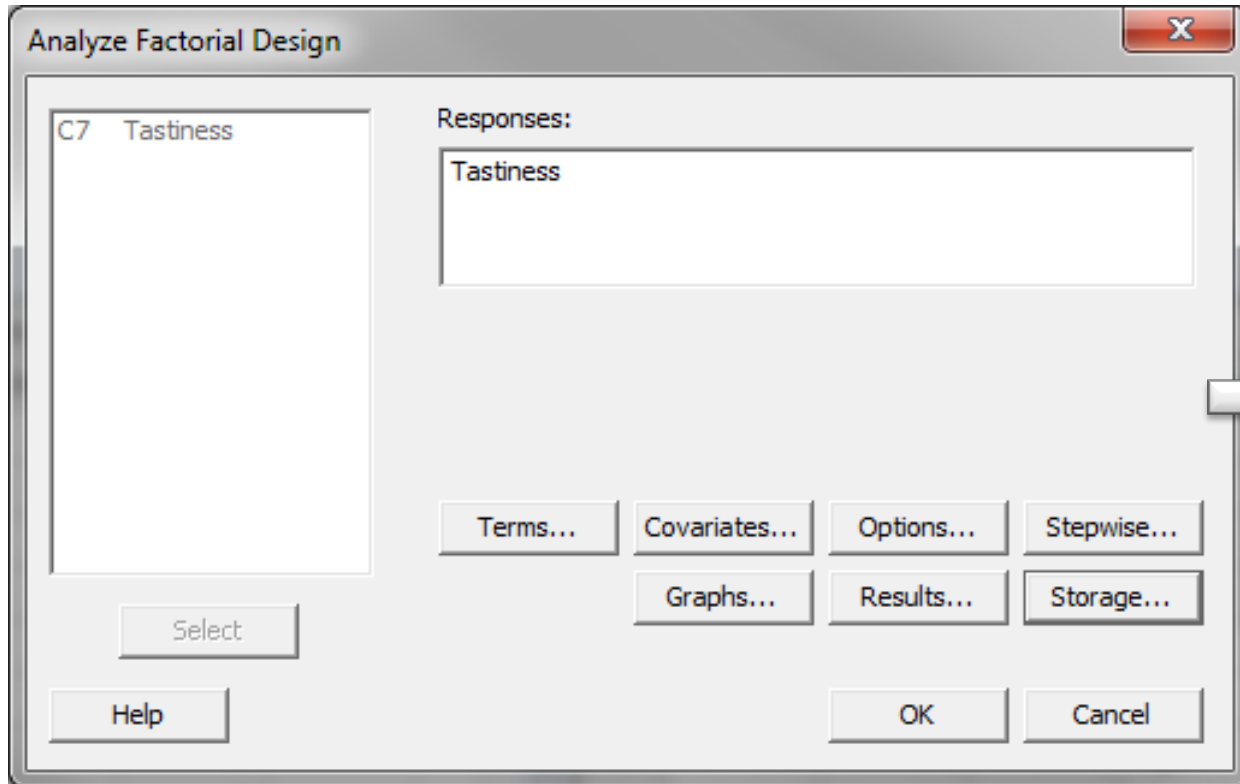 Analyze Factorial Design
C7 Tastiness
Responses:
Tastiness
Terms...
Covariates...
Options...
Stepwise...
Graphs...
Results...
Storage...
Select
Help
OK
Cancel